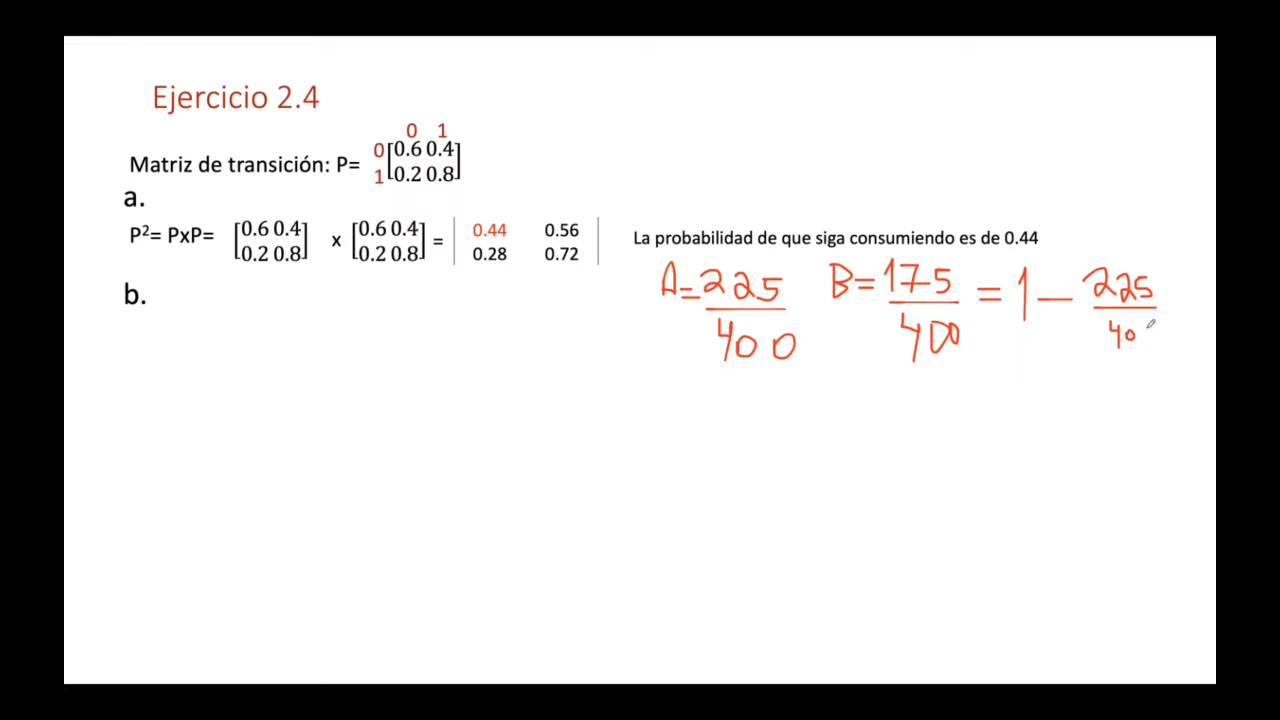 Ejercicio 2.4
0 1
Matriz de transición: P= 0 [0.6 0.4]
1 [0.2 0.8]
a.
P²= PxP= [0.6 0.4] x [0.6 0.4] = | 0.44 0.56 | La probabilidad de que siga consumiendo es de 0.44
[0.2 0.8] [0.2 0.8] | 0.28 0.72 |
b.
A=225/400 B=175/400 = 1 - 225/40